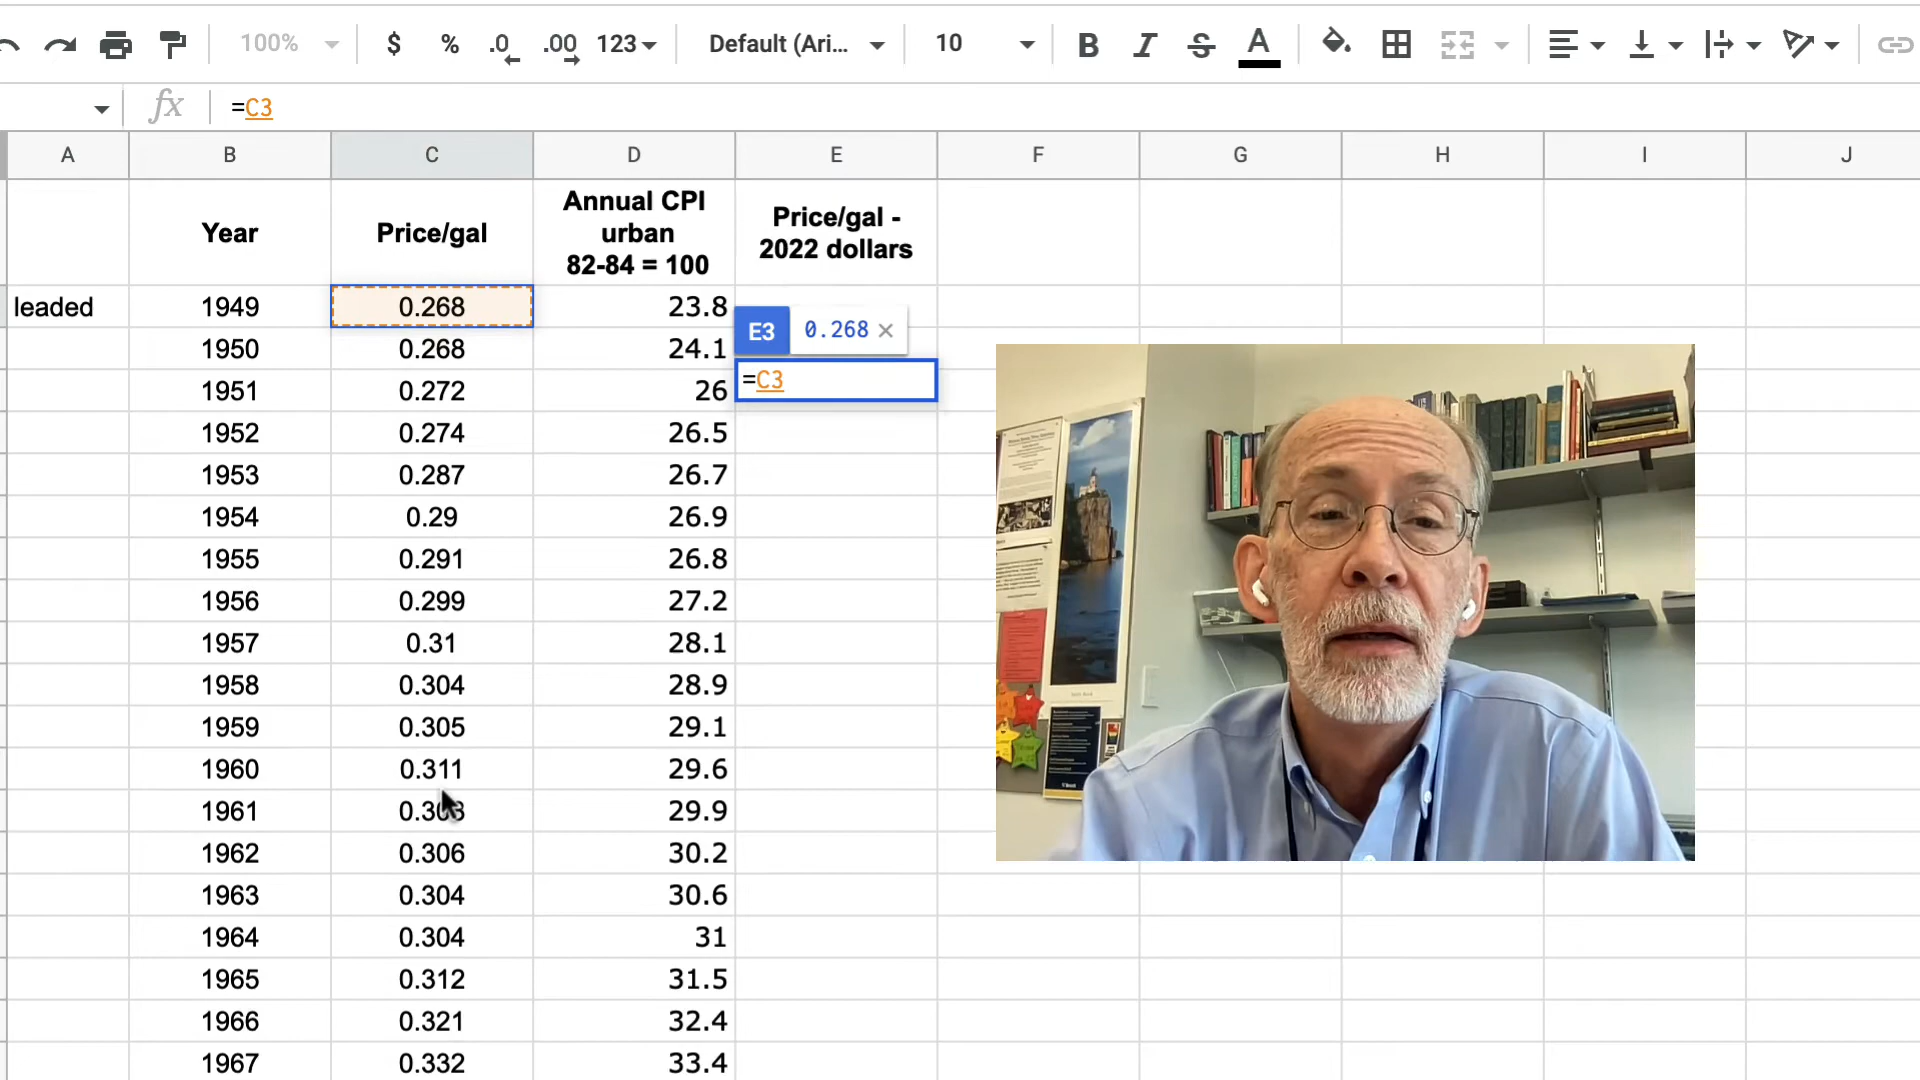 100% $ % .0 .00 123 Default (Ari... 10 B I S A
fx =C3
A B C D E F G H I J
Year Price/gal Annual CPI urban 82-84 = 100 Price/gal - 2022 dollars
leaded 1949 0.268 23.8
E3 0.268 ×
1950 0.268 24.1
=C3
1951 0.272 26
1952 0.274 26.5
1953 0.287 26.7
1954 0.29 26.9
1955 0.291 26.8
1956 0.299 27.2
1957 0.31 28.1
1958 0.304 28.9
1959 0.305 29.1
1960 0.311 29.6
1961 29.9
1962 0.306 30.2
1963 0.304 30.6
1964 0.304 31
1965 0.312 31.5
1966 0.321 32.4
1967 0.332 33.4